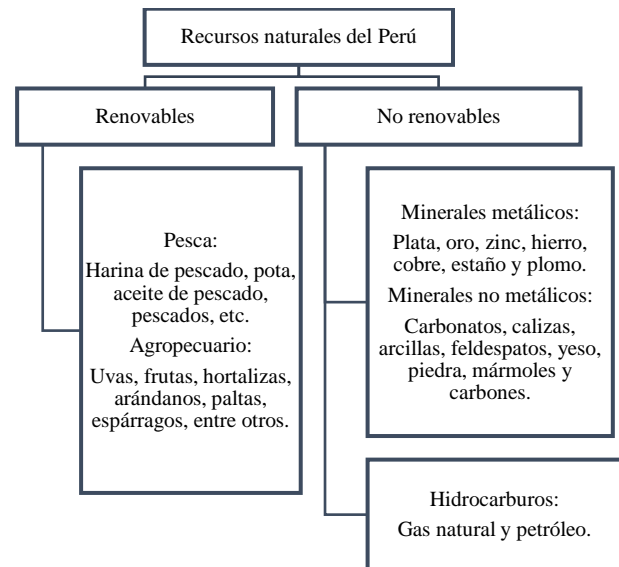 Recursos naturales del Perú
Renovables
No renovables
Pesca:
Harina de pescado, pota,
aceite de pescado,
pescados, etc.
Agropecuario:
Uvas, frutas, hortalizas,
arándanos, paltas,
espárragos, entre otros.
Minerales metálicos:
Plata, oro, zinc, hierro,
cobre, estaño y plomo.
Minerales no metálicos:
Carbonatos, calizas,
arcillas, feldespatos, yeso,
piedra, mármoles y
carbones.
Hidrocarburos:
Gas natural y petróleo.